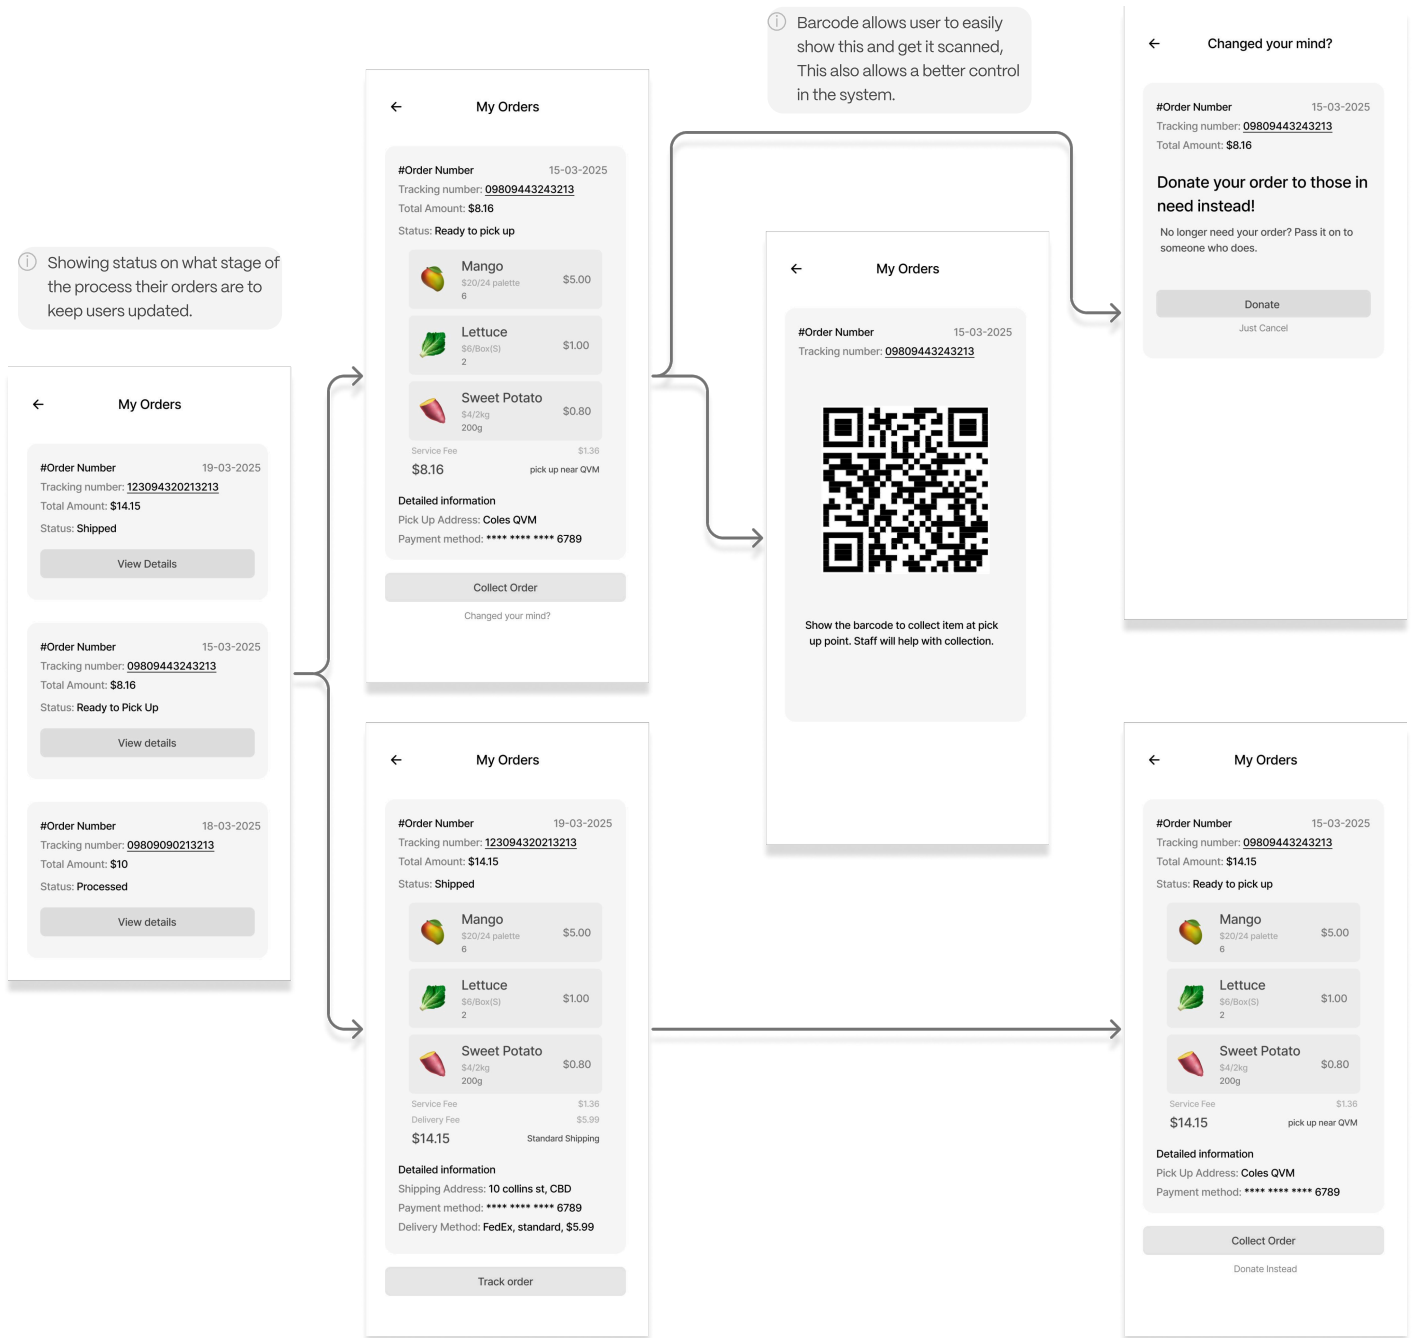 Barcode allows user to easily
show this and get it scanned,
This also allows a better control
in the system.
Showing status on what stage of
the process their orders are to
keep users updated.
My Orders
#Order Number 19-03-2025
Tracking number: 123094320213213
Total Amount: $14.15
Status: Shipped
View Details
#Order Number 15-03-2025
Tracking number: 09809443243213
Total Amount: $8.16
Status: Ready to Pick Up
View details
#Order Number 18-03-2025
Tracking number: 09809090213213
Total Amount: $10
Status: Processed
View details
My Orders
#Order Number 15-03-2025
Tracking number: 09809443243213
Total Amount: $8.16
Status: Ready to pick up
Mango
$20/24 palette $5.00
6
Lettuce
$6/Box(S) $1.00
2
Sweet Potato
$4/2kg $0.80
200g
Service Fee $1.36
$8.16 pick up near QVM
Detailed information
Pick Up Address: Coles QVM
Payment method: **** **** **** 6789
Collect Order
Changed your mind?
My Orders
#Order Number 19-03-2025
Tracking number: 123094320213213
Total Amount: $14.15
Status: Shipped
Mango
$20/24 palette $5.00
6
Lettuce
$6/Box(S) $1.00
2
Sweet Potato
$4/2kg $0.80
200g
Service Fee $1.36
Delivery Fee $5.99
$14.15 Standard Shipping
Detailed information
Shipping Address: 10 collins st, CBD
Payment method: **** **** **** 6789
Delivery Method: FedEx, standard, $5.99
Track order
My Orders
#Order Number 15-03-2025
Tracking number: 09809443243213
Show the barcode to collect item at pick
up point. Staff will help with collection.
Changed your mind?
#Order Number 15-03-2025
Tracking number: 09809443243213
Total Amount: $8.16
Donate your order to those in
need instead!
No longer need your order? Pass it on to
someone who does.
Donate
Just Cancel
My Orders
#Order Number 15-03-2025
Tracking number: 09809443243213
Total Amount: $14.15
Status: Ready to pick up
Mango
$20/24 palette $5.00
6
Lettuce
$6/Box(S) $1.00
2
Sweet Potato
$4/2kg $0.80
200g
Service Fee $1.36
$14.15 pick up near QVM
Detailed information
Pick Up Address: Coles QVM
Payment method: **** **** **** 6789
Collect Order
Donate Instead